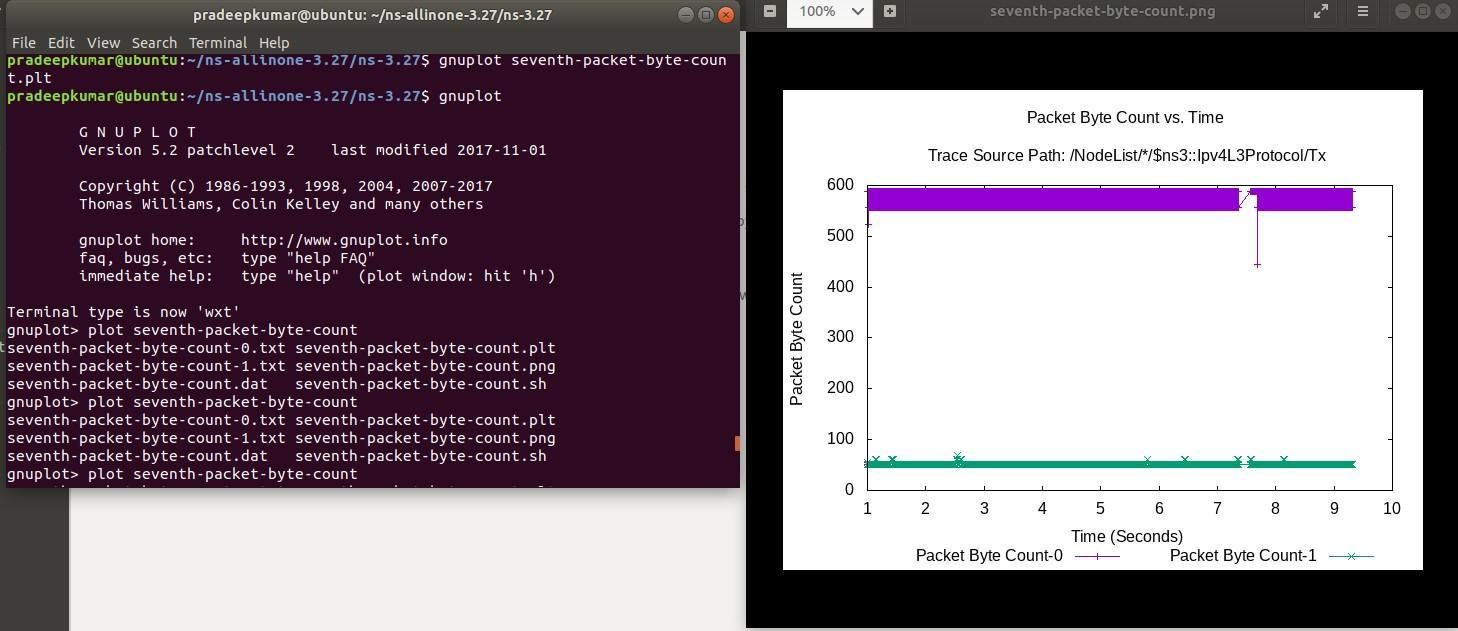 pradeepkumar@ubuntu: ~/ns-allinone-3.27/ns-3.27
File Edit View Search Terminal Help
pradeepkumar@ubuntu:~/ns-allinone-3.27/ns-3.27$ gnuplot seventh-packet-byte-coun
t.plt
pradeepkumar@ubuntu:~/ns-allinone-3.27/ns-3.27$ gnuplot
G N U P L O T
Version 5.2 patchlevel 2    last modified 2017-11-01
Copyright (C) 1986-1993, 1998, 2004, 2007-2017
Thomas Williams, Colin Kelley and many others
gnuplot home:     http://www.gnuplot.info
faq, bugs, etc:   type "help FAQ"
immediate help:   type "help"  (plot window: hit 'h')
Terminal type is now 'wxt'
gnuplot> plot seventh-packet-byte-count
seventh-packet-byte-count-0.txt seventh-packet-byte-count.plt
seventh-packet-byte-count-1.txt seventh-packet-byte-count.png
seventh-packet-byte-count.dat   seventh-packet-byte-count.sh
gnuplot> plot seventh-packet-byte-count
seventh-packet-byte-count-0.txt seventh-packet-byte-count.plt
seventh-packet-byte-count-1.txt seventh-packet-byte-count.png
seventh-packet-byte-count.dat   seventh-packet-byte-count.sh
gnuplot> plot seventh-packet-byte-count
100%
seventh-packet-byte-count.png
Packet Byte Count vs. Time
Trace Source Path: /NodeList/*/$ns3::Ipv4L3Protocol/Tx
Packet Byte Count
600
500
400
300
200
100
0
1 2 3 4 5 6 7 8 9 10
Time (Seconds)
Packet Byte Count-0 Packet Byte Count-1